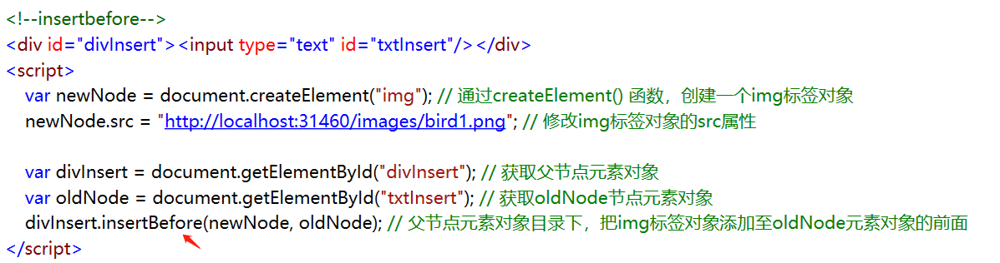 <!--insertbefore-->
<div id="divInsert"><input type="text" id="txtInsert"/></div>
<script>
var newNode = document.createElement("img"); // 通过createElement() 函数，创建一个img标签对象
newNode.src = "http://localhost:31460/images/bird1.png"; // 修改img标签对象的src属性
var divInsert = document.getElementById("divInsert"); // 获取父节点元素对象
var oldNode = document.getElementById("txtInsert"); // 获取oldNode节点元素对象
divInsert.insertBefore(newNode, oldNode); // 父节点元素对象目录下，把img标签对象添加至oldNode元素对象的前面
</script>